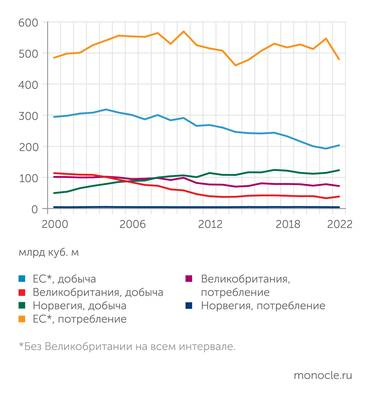 600
500
400
300
200
100
0
2000 2006 2012 2018 2022
млрд куб. м
ЕС*, добыча
Великобритания, добыча
Норвегия, добыча
ЕС*, потребление
Великобритания,
потребление
Норвегия, потребление
*Без Великобритании на всем интервале.
monocle.ru